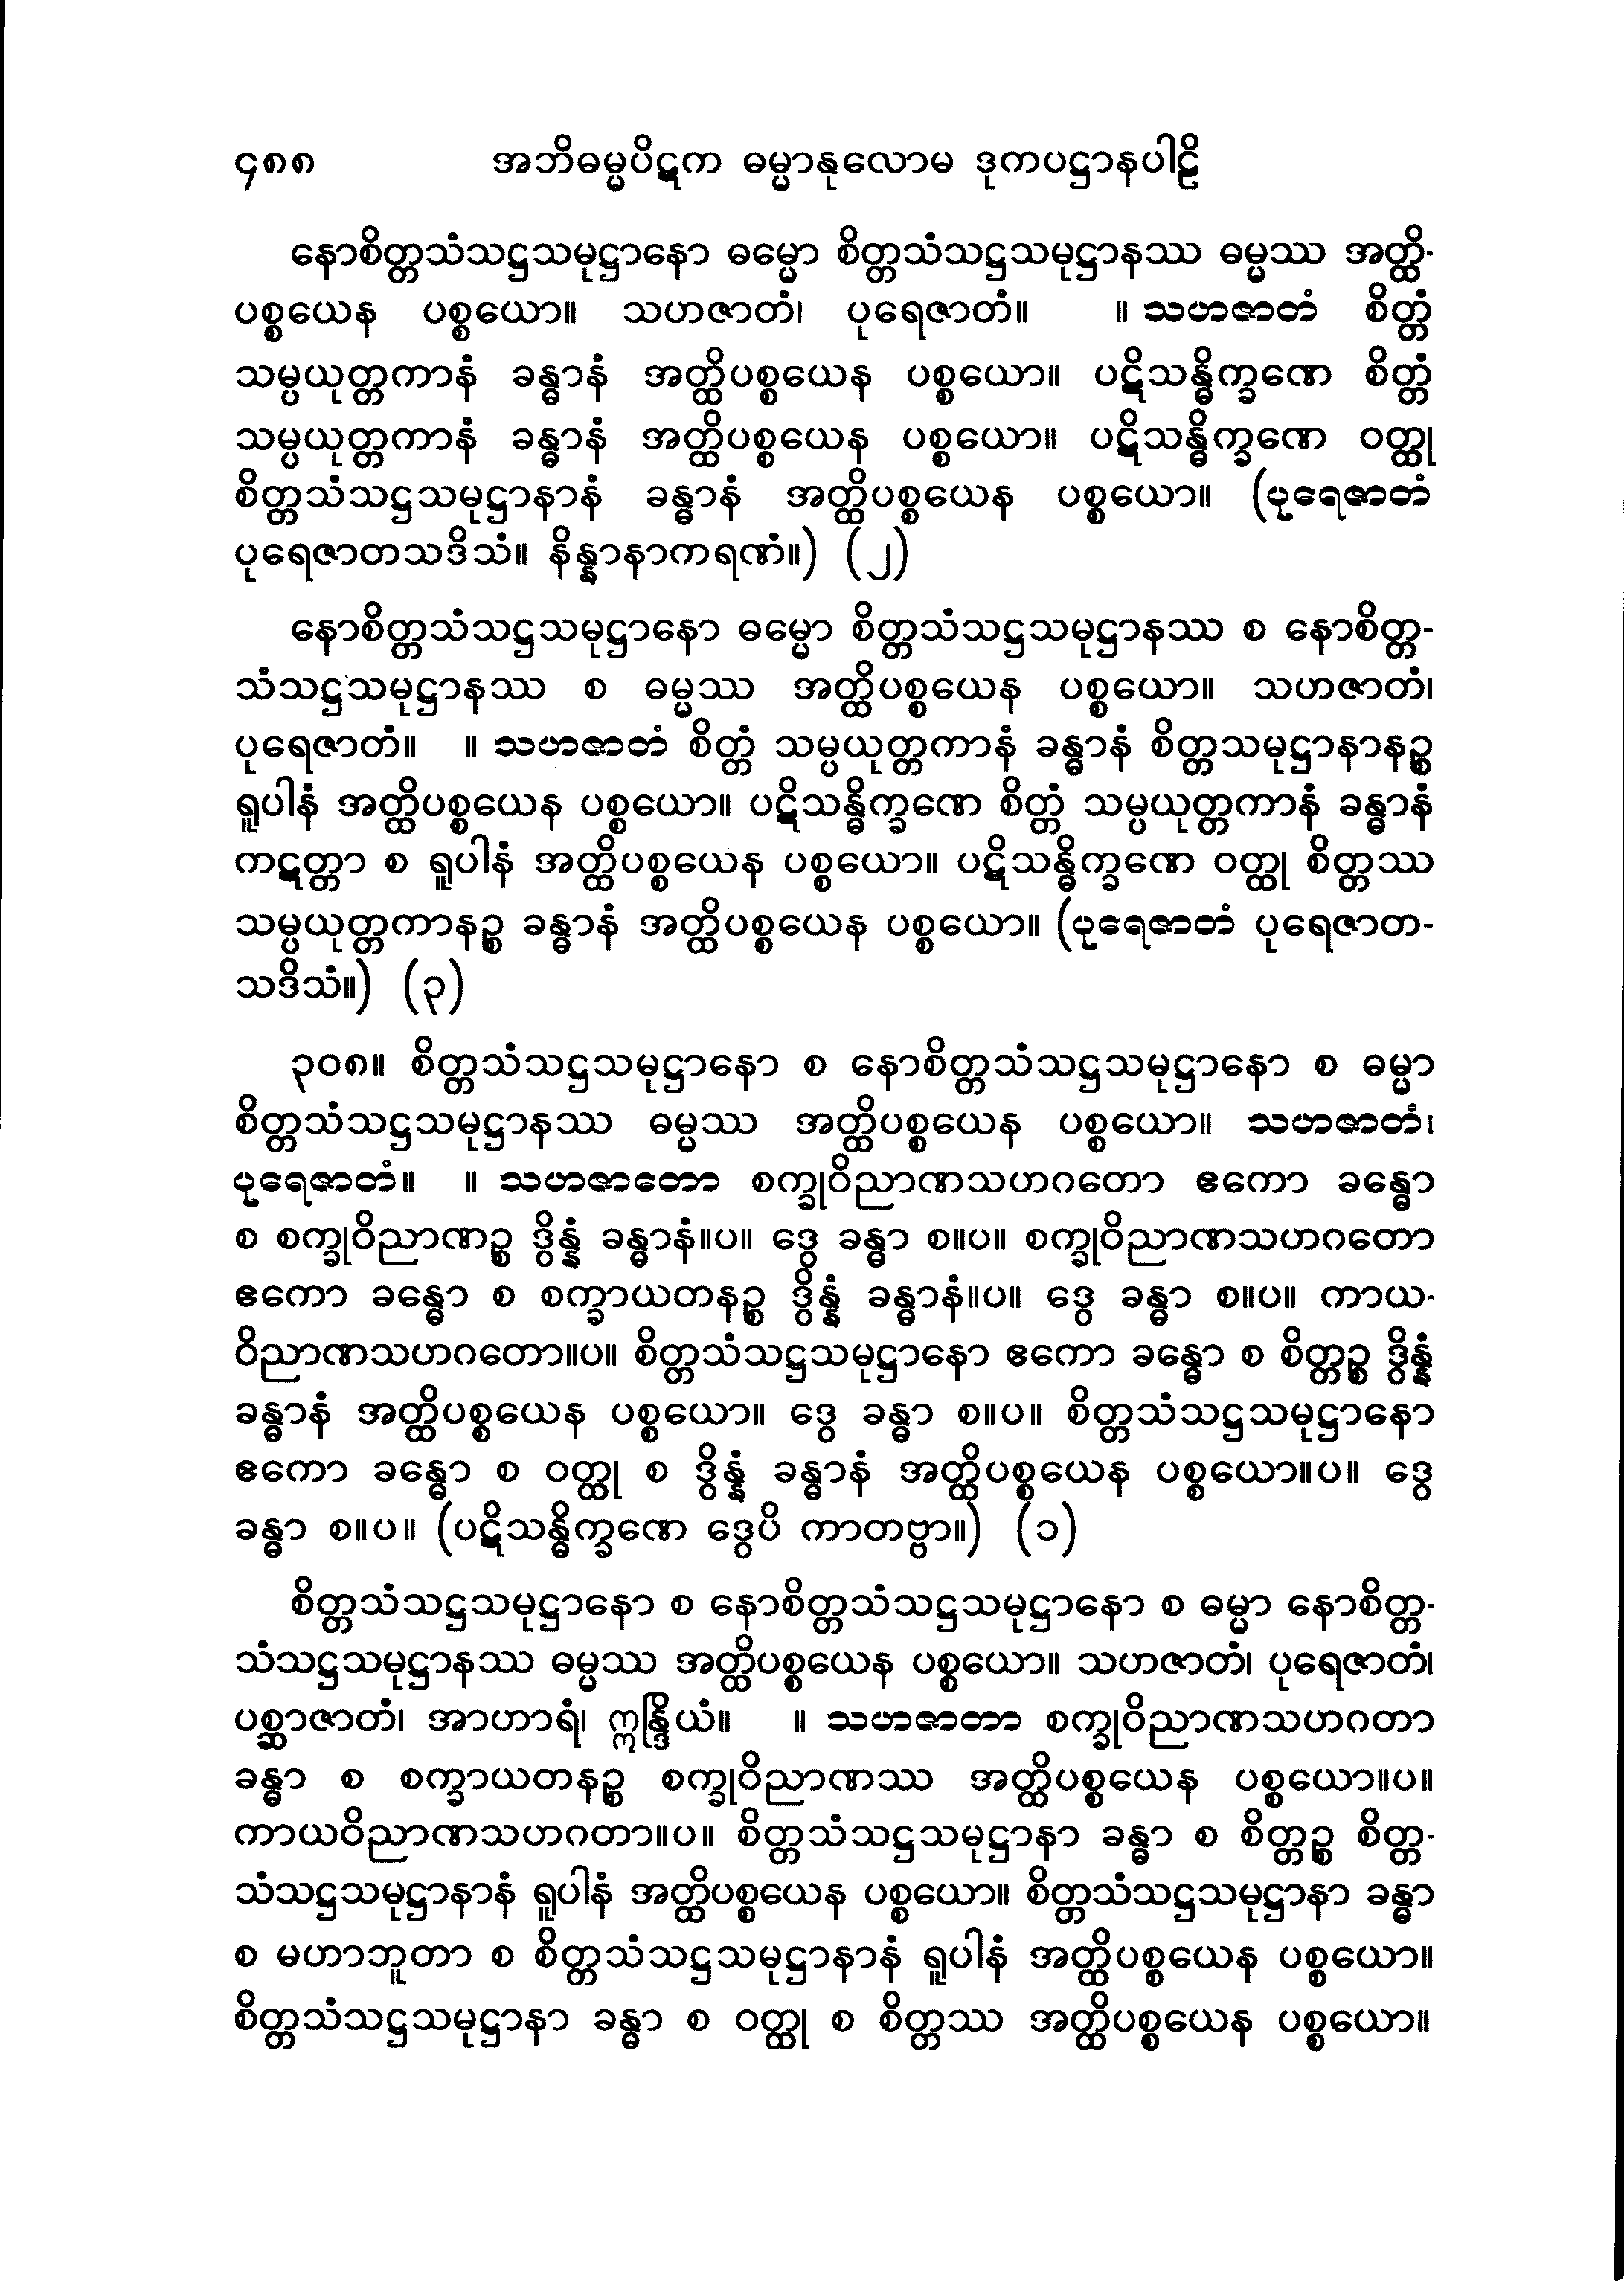 ၄၈၈ အဘိဓမ္မပိဋက ဓမ္မာနုလောမ ဒုကပဋ္ဌာနပါဠိ
နောစိတ္တသံသဋ္ဌသမုဋ္ဌာနော ဓမ္မော စိတ္တသံသဋ္ဌသမုဋ္ဌာနဿ ဓမ္မဿ အတ္ထိ-
ပစ္စယေန ပစ္စယော။ သဟဇာတံ၊ ပုရေဇာတံ။ ။ သဟဇာတံ စိတ္တံ
သမ္ပယုတ္တကာနံ ခန္ဓာနံ အတ္ထိပစ္စယေန ပစ္စယော။ ပဋိသန္ဓိက္ခဏေ စိတ္တံ
သမ္ပယုတ္တကာနံ ခန္ဓာနံ အတ္ထိပစ္စယေန ပစ္စယော။ ပဋိသန္ဓိက္ခဏေ ဝတ္ထု
စိတ္တသံသဋ္ဌသမုဋ္ဌာနာနံ ခန္ဓာနံ အတ္ထိပစ္စယေန ပစ္စယော။ (ပုရေဇာတံ
ပုရေဇာတသဒိသံ။ နိန္နာနာကရဏံ။) (၂)
နောစိတ္တသံသဋ္ဌသမုဋ္ဌာနော ဓမ္မော စိတ္တသံသဋ္ဌသမုဋ္ဌာနဿ စ နောစိတ္တ-
သံသဋ္ဌသမုဋ္ဌာနဿ စ ဓမ္မဿ အတ္ထိပစ္စယေန ပစ္စယော။ သဟဇာတံ၊
ပုရေဇာတံ။ ။ သဟဇာတံ စိတ္တံ သမ္ပယုတ္တကာနံ ခန္ဓာနံ စိတ္တသမုဋ္ဌာနာနဉ္စ
ရူပါနံ အတ္ထိပစ္စယေန ပစ္စယော။ ပဋိသန္ဓိက္ခဏေ စိတ္တံ သမ္ပယုတ္တကာနံ ခန္ဓာနံ
ကဋတ္တာ စ ရူပါနံ အတ္ထိပစ္စယေန ပစ္စယော။ ပဋိသန္ဓိက္ခဏေ ဝတ္ထု စိတ္တဿ
သမ္ပယုတ္တကာနဉ္စ ခန္ဓာနံ အတ္ထိပစ္စယေန ပစ္စယော။ (ပုရေဇာတံ ပုရေဇာတ-
သဒိသံ။) (၃)
၃၀၈။ စိတ္တသံသဋ္ဌသမုဋ္ဌာနော စ နောစိတ္တသံသဋ္ဌသမုဋ္ဌာနော စ ဓမ္မာ
စိတ္တသံသဋ္ဌသမုဋ္ဌာနဿ ဓမ္မဿ အတ္ထိပစ္စယေန ပစ္စယော။ သဟဇာတံ၊
ပုရေဇာတံ။ ။ သဟဇာတော စက္ခုဝိညာဏသဟဂတော ဧကော ခန္ဓော
စ စက္ခုဝိညာဏဉ္စ ဒွိန္နံ ခန္ဓာနံ။ပ။ ဒွေ ခန္ဓာ စ။ပ။ စက္ခုဝိညာဏသဟဂတော
ဧကော ခန္ဓော စ စက္ခာယတနဉ္စ ဒွိန္နံ ခန္ဓာနံ။ပ။ ဒွေ ခန္ဓာ စ။ပ။ ကာယ-
ဝိညာဏသဟဂတော။ပ။ စိတ္တသံသဋ္ဌသမုဋ္ဌာနော ဧကော ခန္ဓော စ စိတ္တဉ္စ ဒွိန္နံ
ခန္ဓာနံ အတ္ထိပစ္စယေန ပစ္စယော။ ဒွေ ခန္ဓာ စ။ပ။ စိတ္တသံသဋ္ဌသမုဋ္ဌာနော
ဧကော ခန္ဓော စ ဝတ္ထု စ ဒွိန္နံ ခန္ဓာနံ အတ္ထိပစ္စယေန ပစ္စယော။ပ။ ဒွေ
ခန္ဓာ စ။ပ။ (ပဋိသန္ဓိက္ခဏေ ဒွေပိ ကာတဗ္ဗာ။) (၁)
စိတ္တသံသဋ္ဌသမုဋ္ဌာနော စ နောစိတ္တသံသဋ္ဌသမုဋ္ဌာနော စ ဓမ္မာ နောစိတ္တ-
သံသဋ္ဌသမုဋ္ဌာနဿ ဓမ္မဿ အတ္ထိပစ္စယေန ပစ္စယော။ သဟဇာတံ၊ ပုရေဇာတံ၊
ပစ္ဆာဇာတံ၊ အာဟာရံ၊ ဣန္ဒြိယံ။ ။ သဟဇာတာ စက္ခုဝိညာဏသဟဂတာ
ခန္ဓာ စ စက္ခာယတနဉ္စ စက္ခုဝိညာဏဿ အတ္ထိပစ္စယေန ပစ္စယော။ပ။
ကာယဝိညာဏသဟဂတာ။ပ။ စိတ္တသံသဋ္ဌသမုဋ္ဌာနာ ခန္ဓာ စ စိတ္တဉ္စ စိတ္တ-
သံသဋ္ဌသမုဋ္ဌာနာနံ ရူပါနံ အတ္ထိပစ္စယေန ပစ္စယော။ စိတ္တသံသဋ္ဌသမုဋ္ဌာနာ ခန္ဓာ
စ မဟာဘူတာ စ စိတ္တသံသဋ္ဌသမုဋ္ဌာနာနံ ရူပါနံ အတ္ထိပစ္စယေန ပစ္စယော။
စိတ္တသံသဋ္ဌသမုဋ္ဌာနာ ခန္ဓာ စ ဝတ္ထု စ စိတ္တဿ အတ္ထိပစ္စယေန ပစ္စယော။